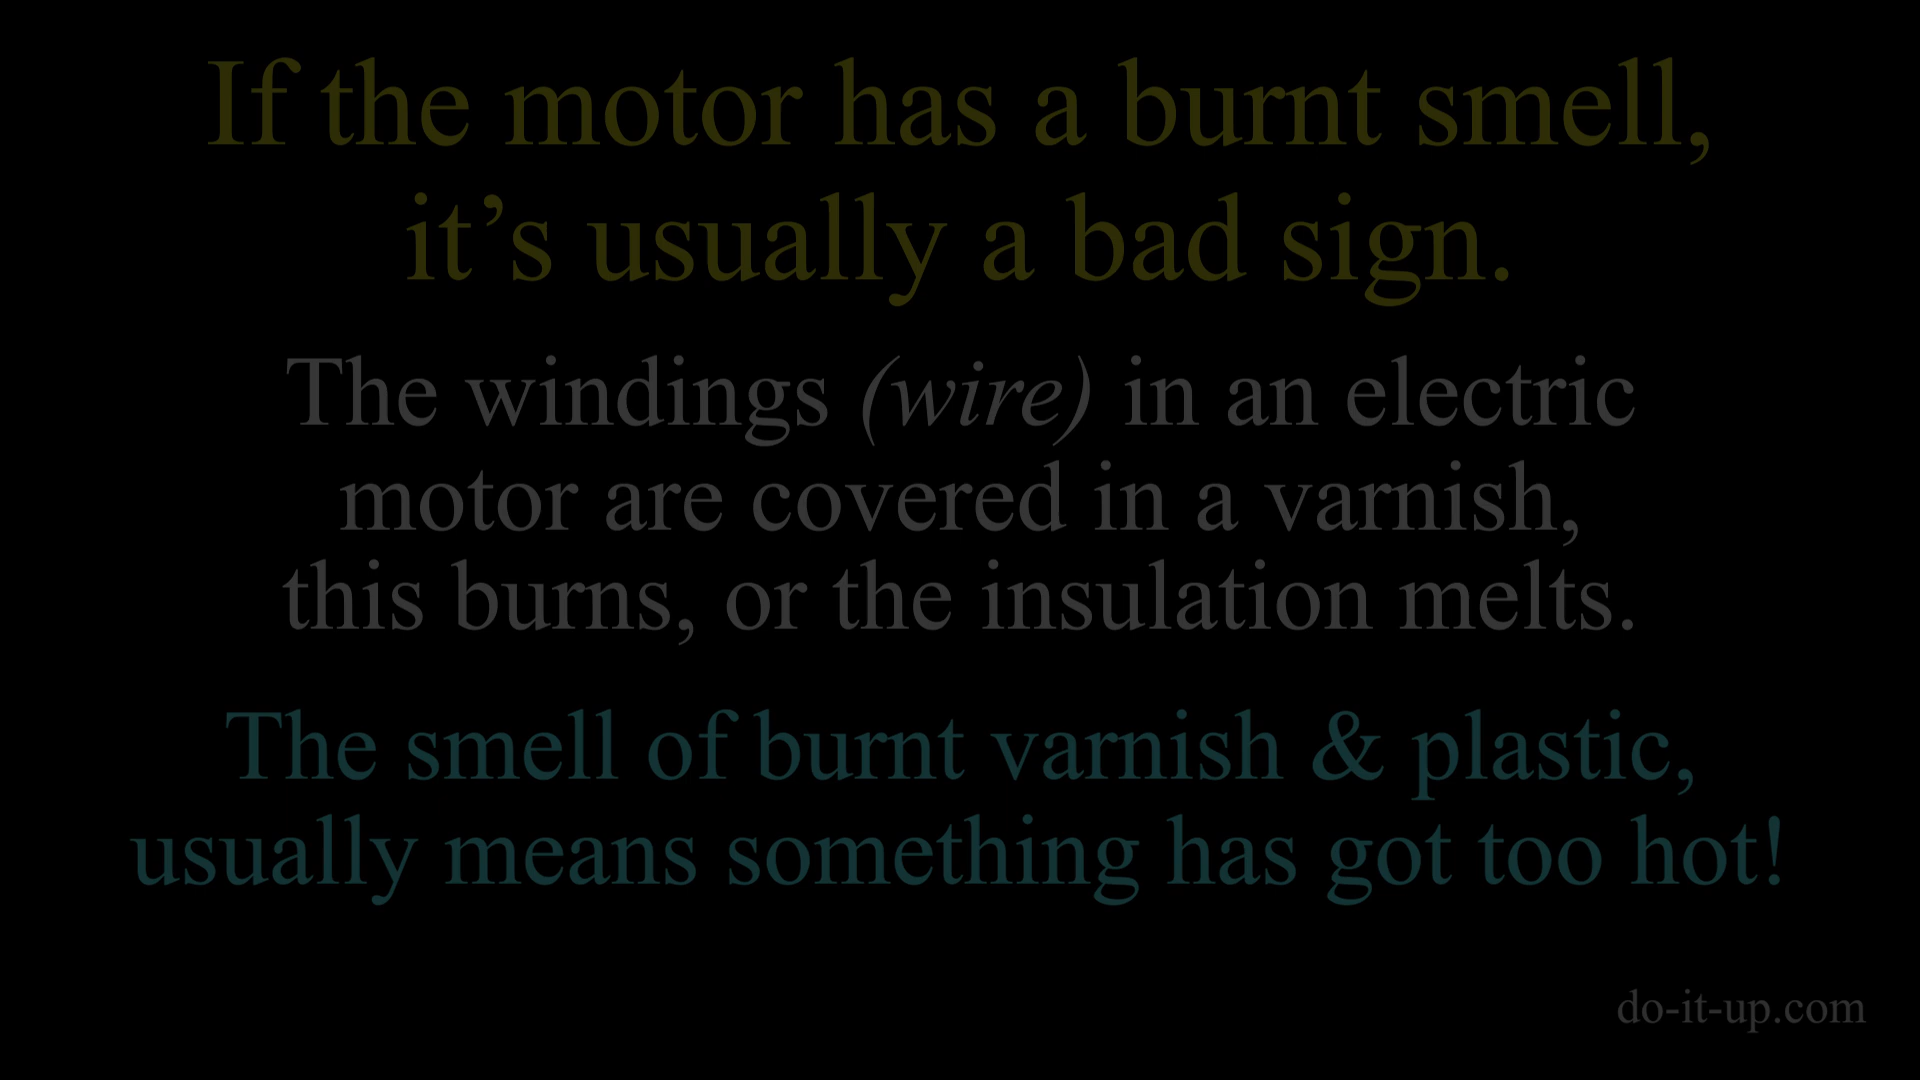 If the motor has a burnt smell,
it’s usually a bad sign.
The windings (wire) in an electric
motor are covered in a varnish,
this burns, or the insulation melts.
The smell of burnt varnish & plastic,
usually means something has got too hot!
do-it-up.com